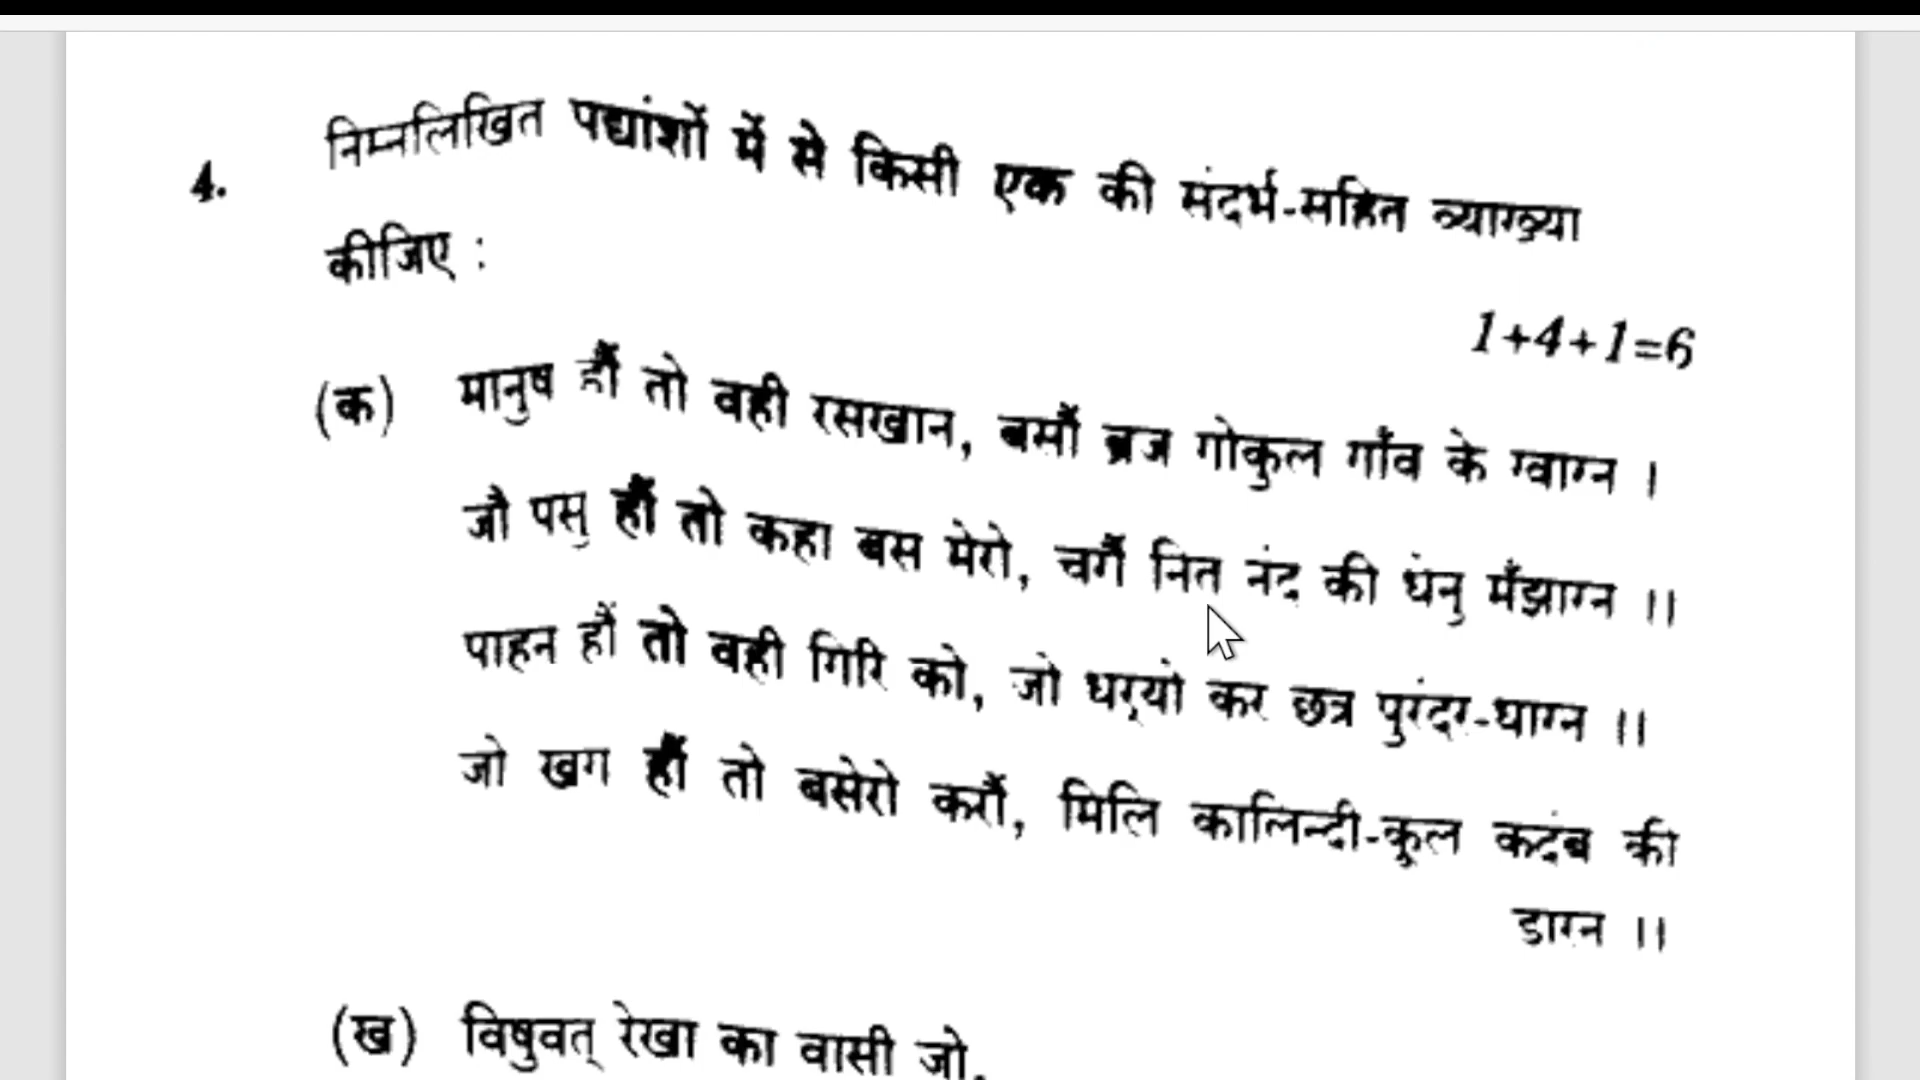 4. निम्नलिखित पद्यांशों में से किसी एक की संदर्भ-सहित व्याख्या
कीजिए :
1+4+1=6
(क) मानुष हौं तो वही रसखान, बसौं ब्रज गोकुल गाँव के ग्वारन ।
जौ पसु हौं तो कहा बस मेरो, चरौं नित नंद की धेनु मँझारन ।।
पाहन हौं तो वही गिरि को, जो धर्‌यो कर छत्र पुरंदर-धारन ।।
जो खग हौं तो बसेरो करौं, मिलि कालिन्दी-कूल कदंब की
डारन ।।
(ख) विषुवत् रेखा का वासी जो,